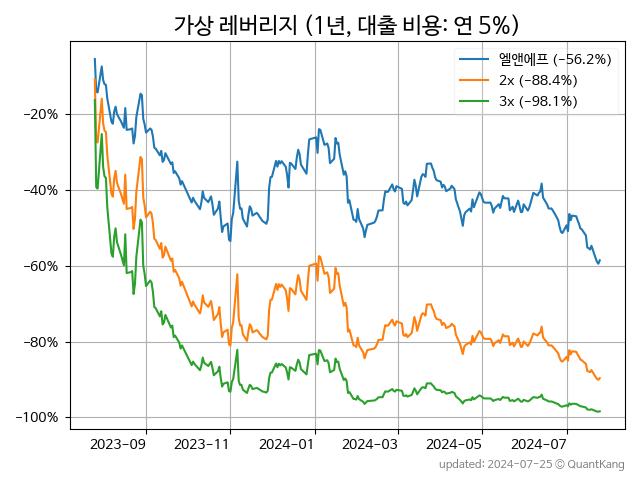 가상 레버리지 (1년, 대출 비용: 연 5%)
엘앤에프 (−56.2%)
2x (−88.4%)
3x (−98.1%)
−20%
−40%
−60%
−80%
−100%
2023-09 2023-11 2024-01 2024-03 2024-05 2024-07
updated: 2024-07-25 © QuantKang